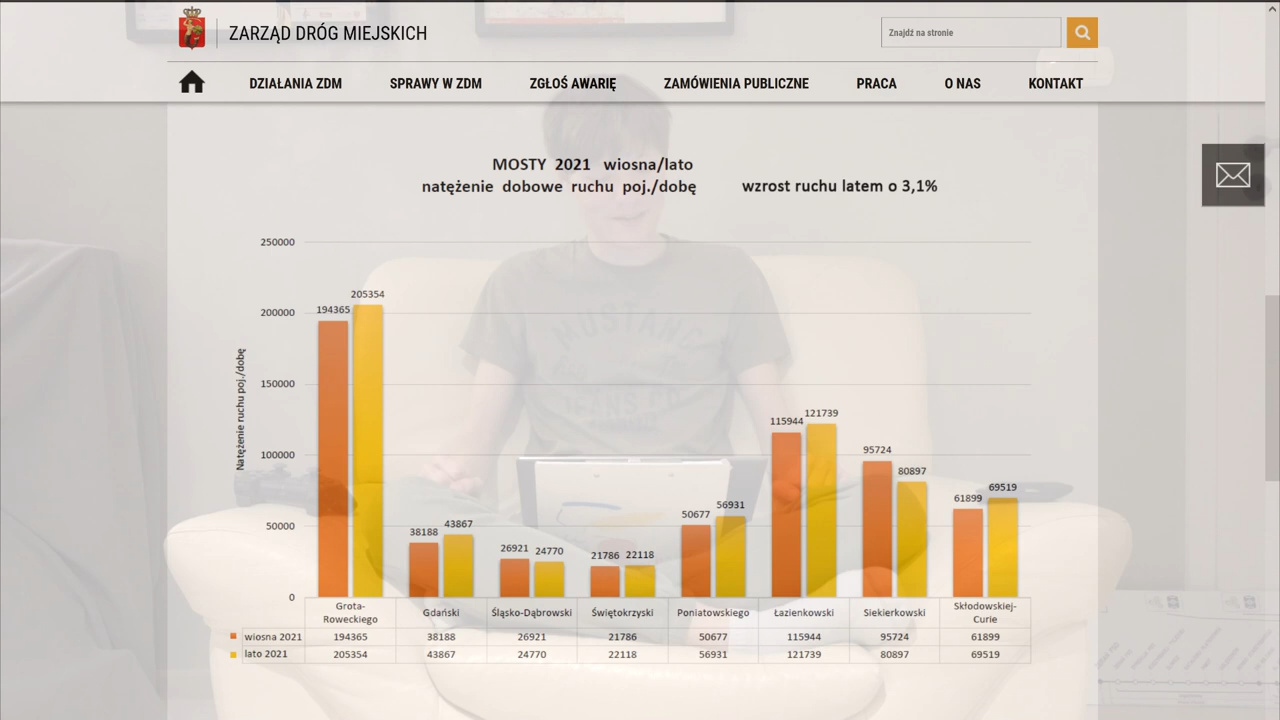 ZARZĄD DRÓG MIEJSKICH
Znajdź na stronie
DZIAŁANIA ZDM SPRAWY W ZDM ZGŁOŚ AWARIĘ ZAMÓWIENIA PUBLICZNE PRACA O NAS KONTAKT
MOSTY 2021 wiosna/lato
natężenie dobowe ruchu poj./dobę wzrost ruchu latem o 3,1%
Natężenie ruchu poj./dobę
250000
200000
150000
100000
50000
0
194365 205354
38188 43867
26921 24770
21786 22118
50677 56931
115944 121739
95724 80897
61899 69519
Grota-Roweckiego Gdański Śląsko-Dąbrowski Świętokrzyski Poniatowskiego Łazienkowski Siekierkowski Skłodowskiej-Curie
wiosna 2021 194365 38188 26921 21786 50677 115944 95724 61899
lato 2021 205354 43867 24770 22118 56931 121739 80897 69519
MUSTANG